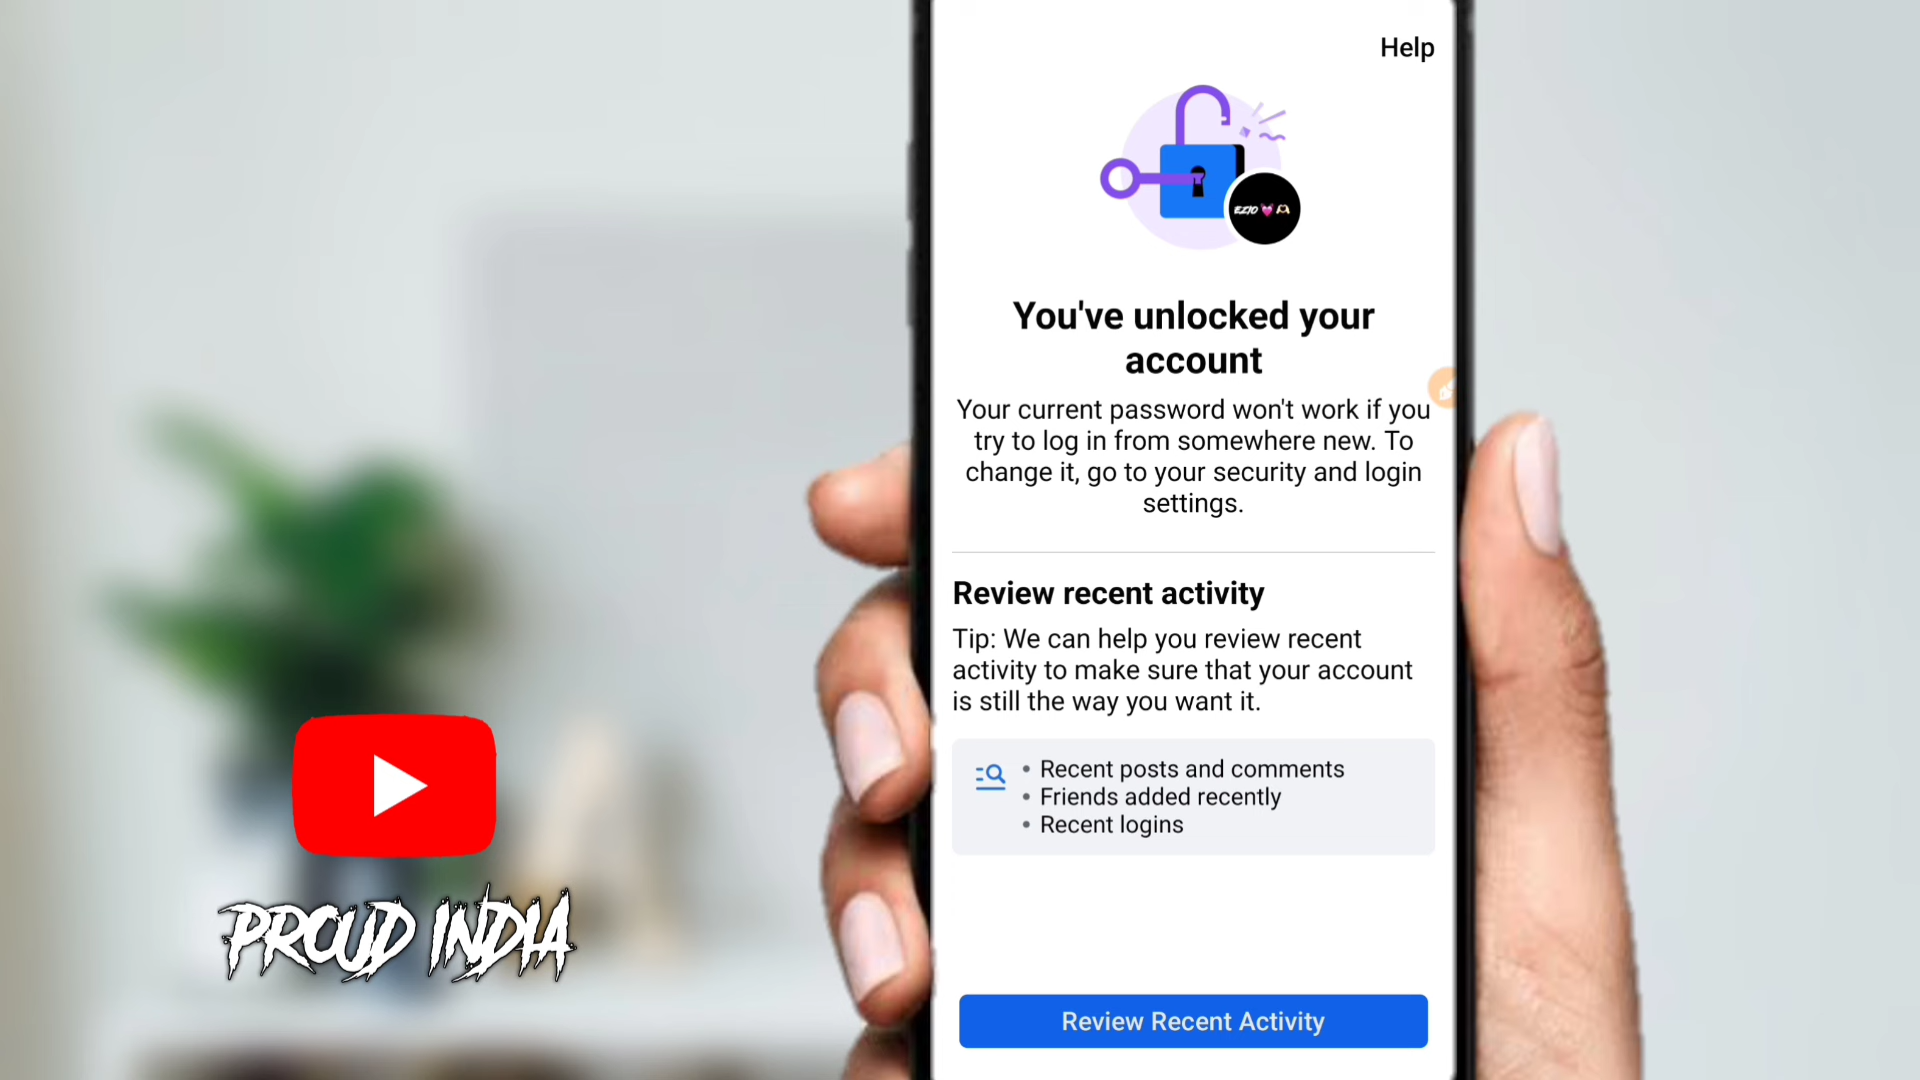 Help
EZIO
You've unlocked your
account
Your current password won't work if you
try to log in from somewhere new. To
change it, go to your security and login
settings.
Review recent activity
Tip: We can help you review recent
activity to make sure that your account
is still the way you want it.
• Recent posts and comments
• Friends added recently
• Recent logins
Review Recent Activity
PROUD INDIA